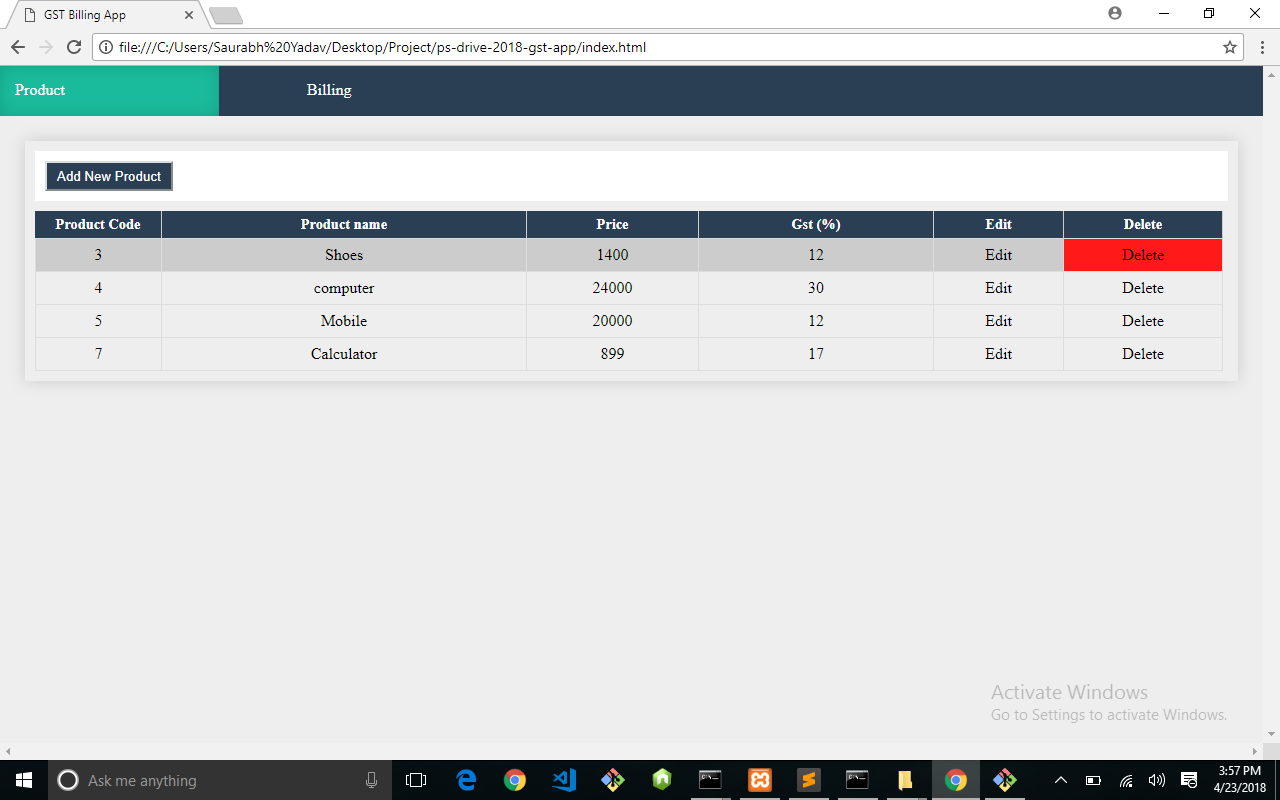 GST Billing App
file:///C:/Users/Saurabh%20Yadav/Desktop/Project/ps-drive-2018-gst-app/index.html
Product Billing
Add New Product
Product Code Product name Price Gst (%) Edit Delete
3 Shoes 1400 12 Edit Delete
4 computer 24000 30 Edit Delete
5 Mobile 20000 12 Edit Delete
7 Calculator 899 17 Edit Delete
Activate Windows
Go to Settings to activate Windows.
Ask me anything
3:57 PM
4/23/2018